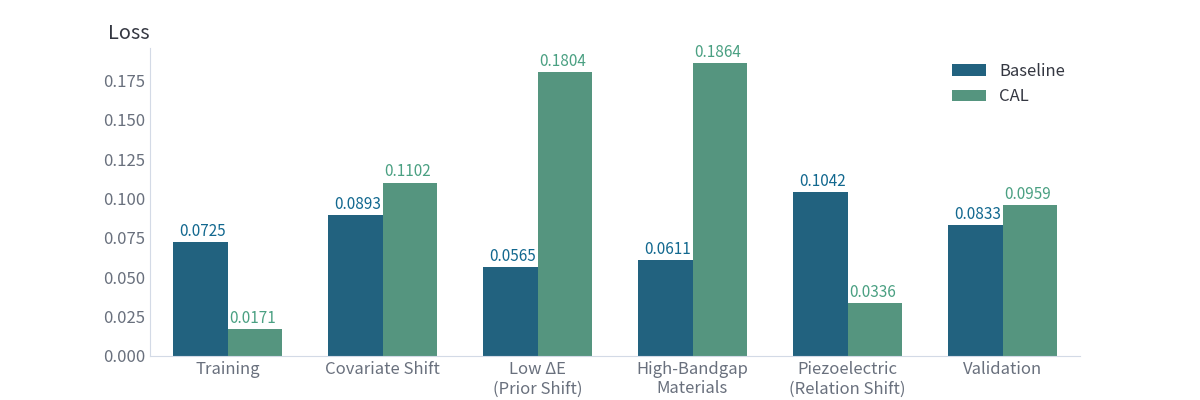 Loss
0.175
0.150
0.125
0.100
0.075
0.050
0.025
0.000
0.0725
0.0171
0.0893
0.1102
0.0565
0.1804
0.0611
0.1864
0.1042
0.0336
0.0833
0.0959
Baseline
CAL
Training
Covariate Shift
Low ΔE
(Prior Shift)
High-Bandgap
Materials
Piezoelectric
(Relation Shift)
Validation